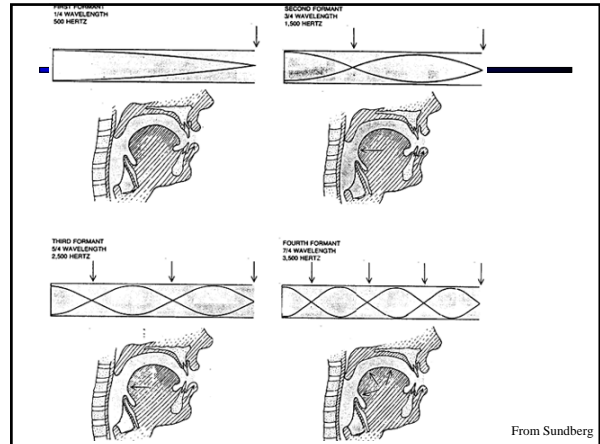 FIRST FORMANT
1/4 WAVELENGTH
500 HERTZ
SECOND FORMANT
3/4 WAVELENGTH
1,500 HERTZ
THIRD FORMANT
5/4 WAVELENGTH
2,500 HERTZ
FOURTH FORMANT
7/4 WAVELENGTH
3,500 HERTZ
From Sundberg